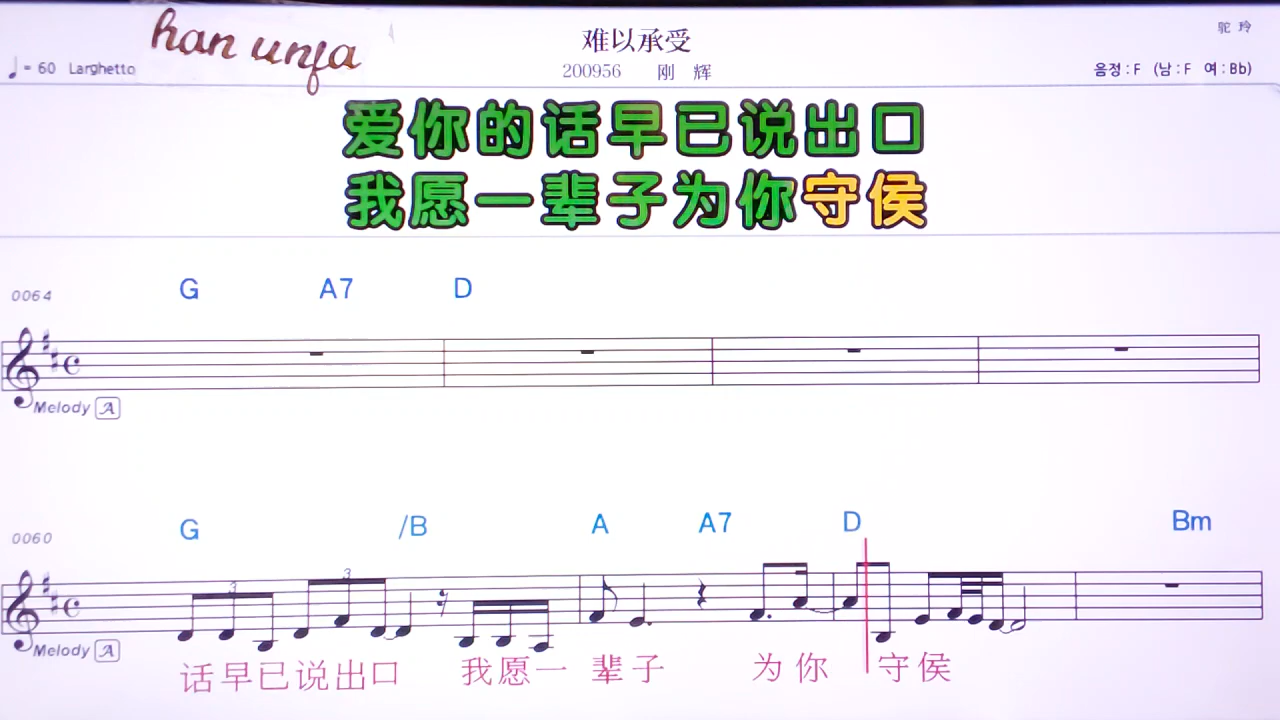 han unfa
难以承受
驼 玲
♩= 60 Larghetto
200956 刚 辉
음정 : F (남 : F 여 : Bb)
爱你的话早已说出口
我愿一辈子为你守侯
0064 G A7 D
Melody A
0060 G /B A A7 D Bm
3 3
Melody A
话早已说出口 我愿一 辈子 为你 守侯